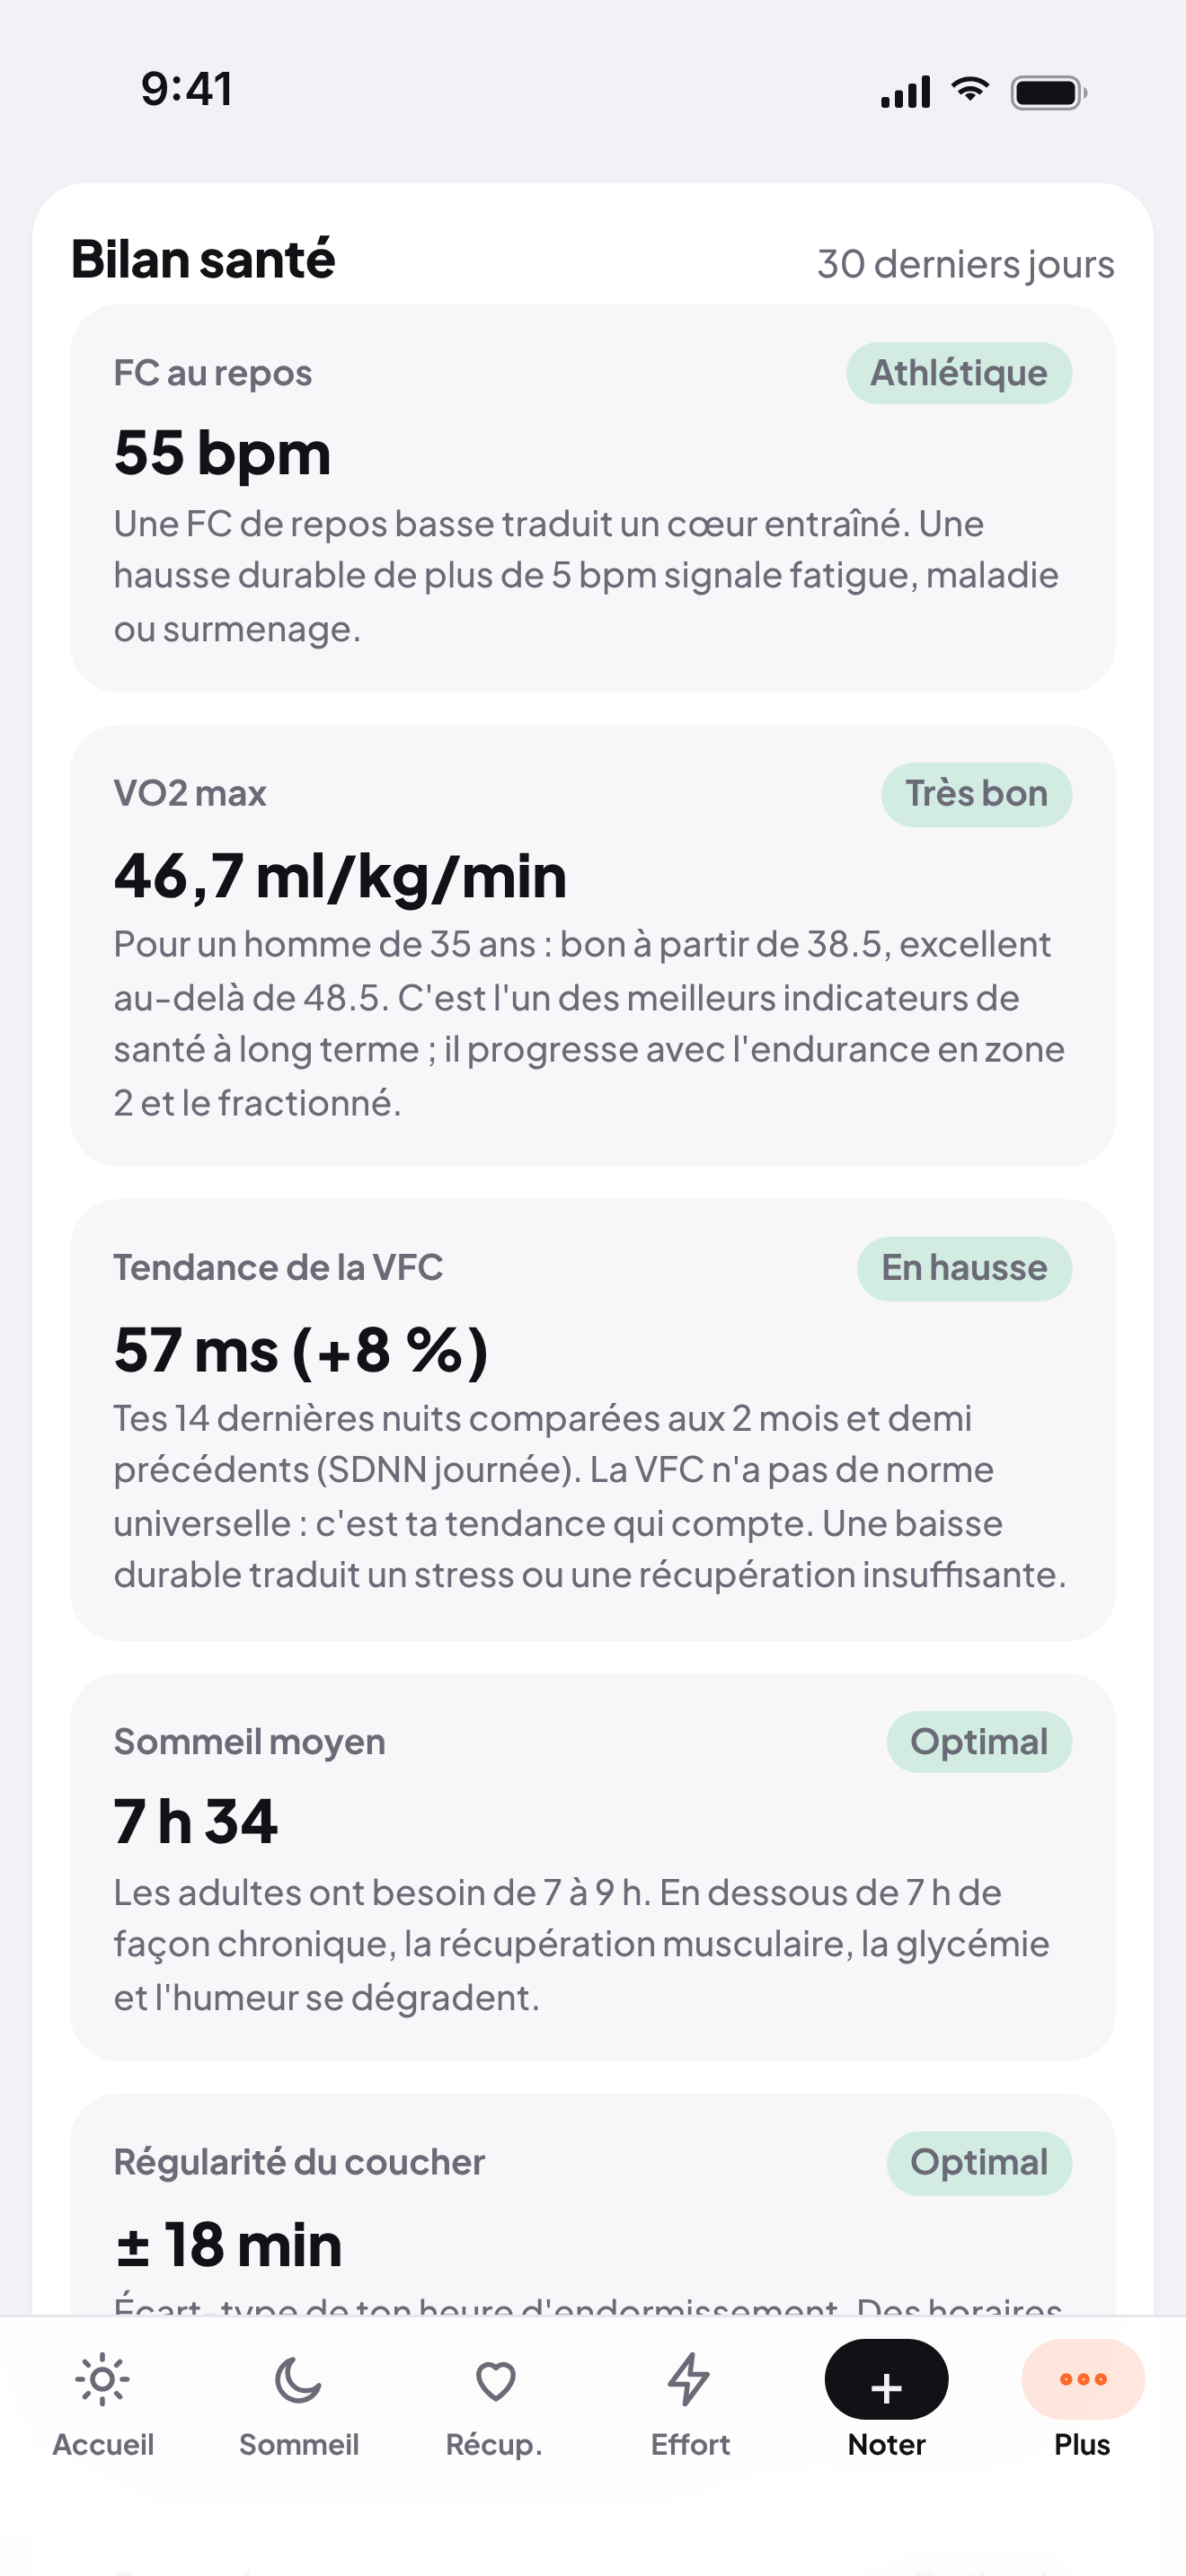 9:41
Bilan santé
30 derniers jours
FC au repos
Athlétique
55 bpm
Une FC de repos basse traduit un cœur entraîné. Une
hausse durable de plus de 5 bpm signale fatigue, maladie
ou surmenage.
VO2 max
Très bon
46,7 ml/kg/min
Pour un homme de 35 ans : bon à partir de 38.5, excellent
au-delà de 48.5. C'est l'un des meilleurs indicateurs de
santé à long terme ; il progresse avec l'endurance en zone
2 et le fractionné.
Tendance de la VFC
En hausse
57 ms (+8 %)
Tes 14 dernières nuits comparées aux 2 mois et demi
précédents (SDNN journée). La VFC n'a pas de norme
universelle : c'est ta tendance qui compte. Une baisse
durable traduit un stress ou une récupération insuffisante.
Sommeil moyen
Optimal
7 h 34
Les adultes ont besoin de 7 à 9 h. En dessous de 7 h de
façon chronique, la récupération musculaire, la glycémie
et l'humeur se dégradent.
Régularité du coucher
Optimal
± 18 min
Écart-type de ton heure d'endormissement. Des horaires
Accueil
Sommeil
Récup.
Effort
Noter
Plus